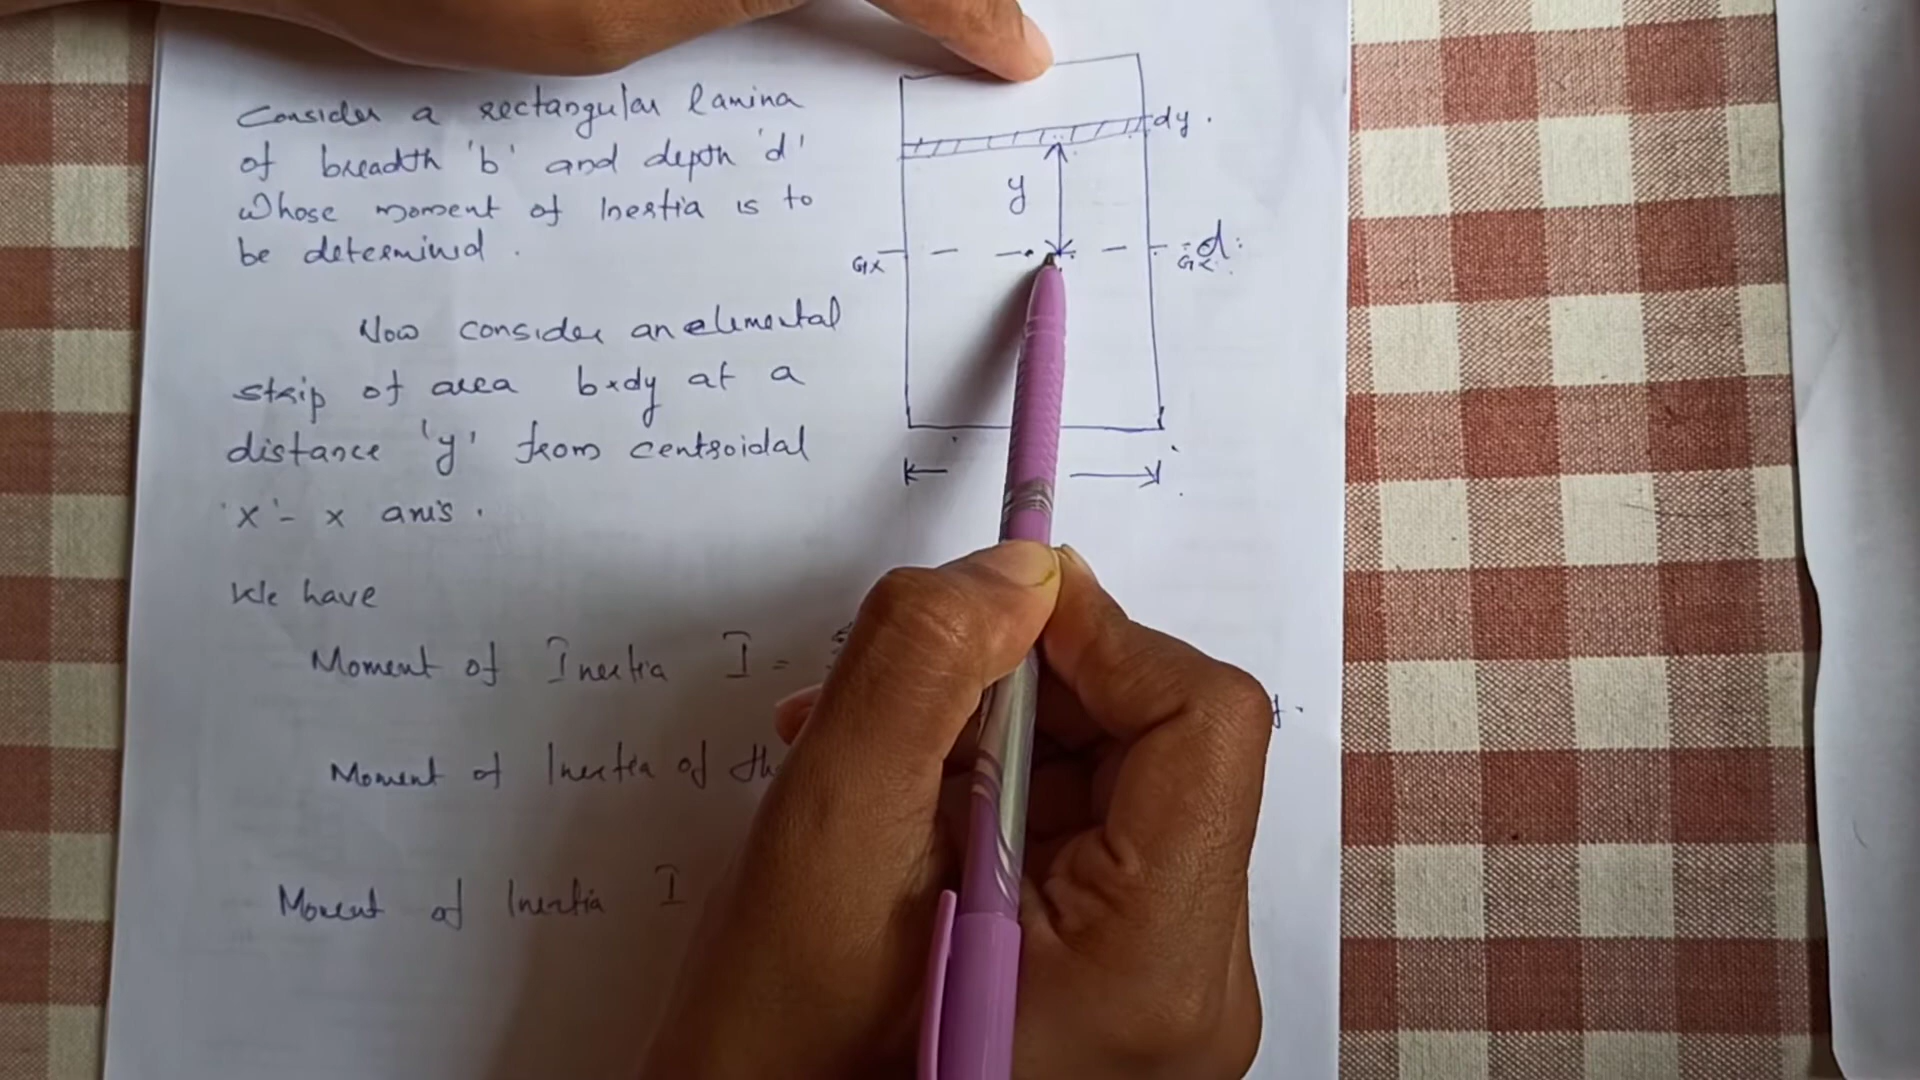 Consider a rectangular lamina
of breadth 'b' and depth 'd'
whose moment of Inertia is to
be determined.
Now consider an elemental
strip of area b×dy at a
distance 'y' from centroidal
'x'- x axis.
We have
Moment of Inertia I =
Moment of Inertia of the
Moment of Inertia I
dy.
y
Gx
d
Gx